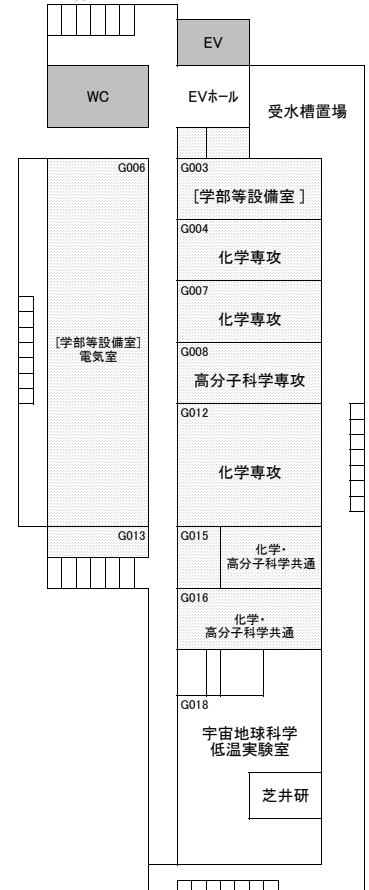 EV
WC
EVホール
受水槽置場
G006
[学部等設備室]
電気室
G003
[学部等設備室 ]
G004
化学専攻
G007
化学専攻
G008
高分子科学専攻
G012
化学専攻
G013
G015
化学・
高分子科学共通
G016
化学・
高分子科学共通
G018
宇宙地球科学
低温実験室
芝井研